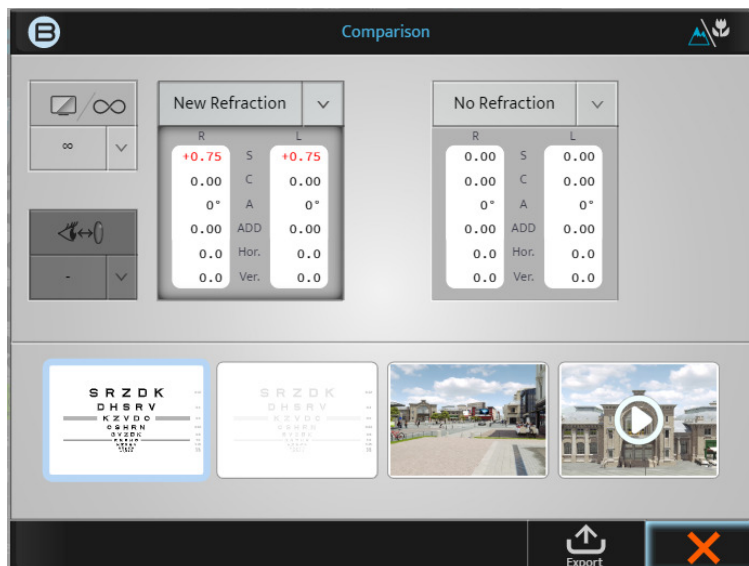 B
Comparison
∞
∞
-
New Refraction
R L
+0.75 S +0.75
0.00 C 0.00
0° A 0°
0.00 ADD 0.00
0.0 Hor. 0.0
0.0 Ver. 0.0
No Refraction
R L
0.00 S 0.00
0.00 C 0.00
0° A 0°
0.00 ADD 0.00
0.0 Hor. 0.0
0.0 Ver. 0.0
S R Z D K
D H S R V
K Z V D C
O S H R N
S R Z D K
D H S R V
K Z V D C
O S H R N
Export